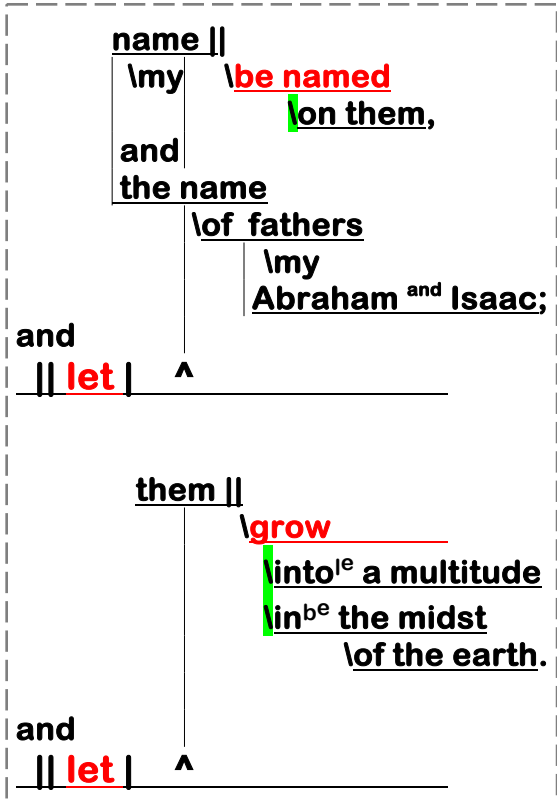 name ||
\my \be named
\on them,
and
the name
\of fathers
\my
Abraham and Isaac;
and
|| let | ^
them ||
\grow
\intole a multitude
\inbe the midst
\of the earth.
and
|| let | ^